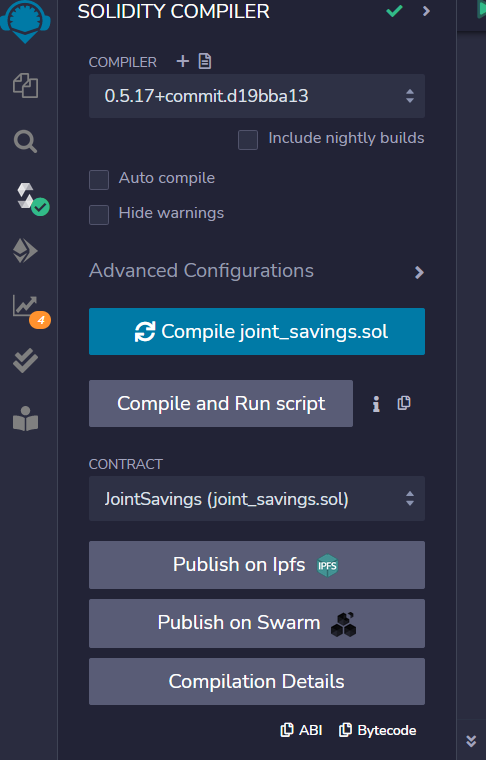 SOLIDITY COMPILER
COMPILER
0.5.17+commit.d19bba13
Include nightly builds
Auto compile
Hide warnings
Advanced Configurations
4
Compile joint_savings.sol
Compile and Run script
CONTRACT
JointSavings (joint_savings.sol)
Publish on Ipfs IPFS
Publish on Swarm
Compilation Details
ABI Bytecode